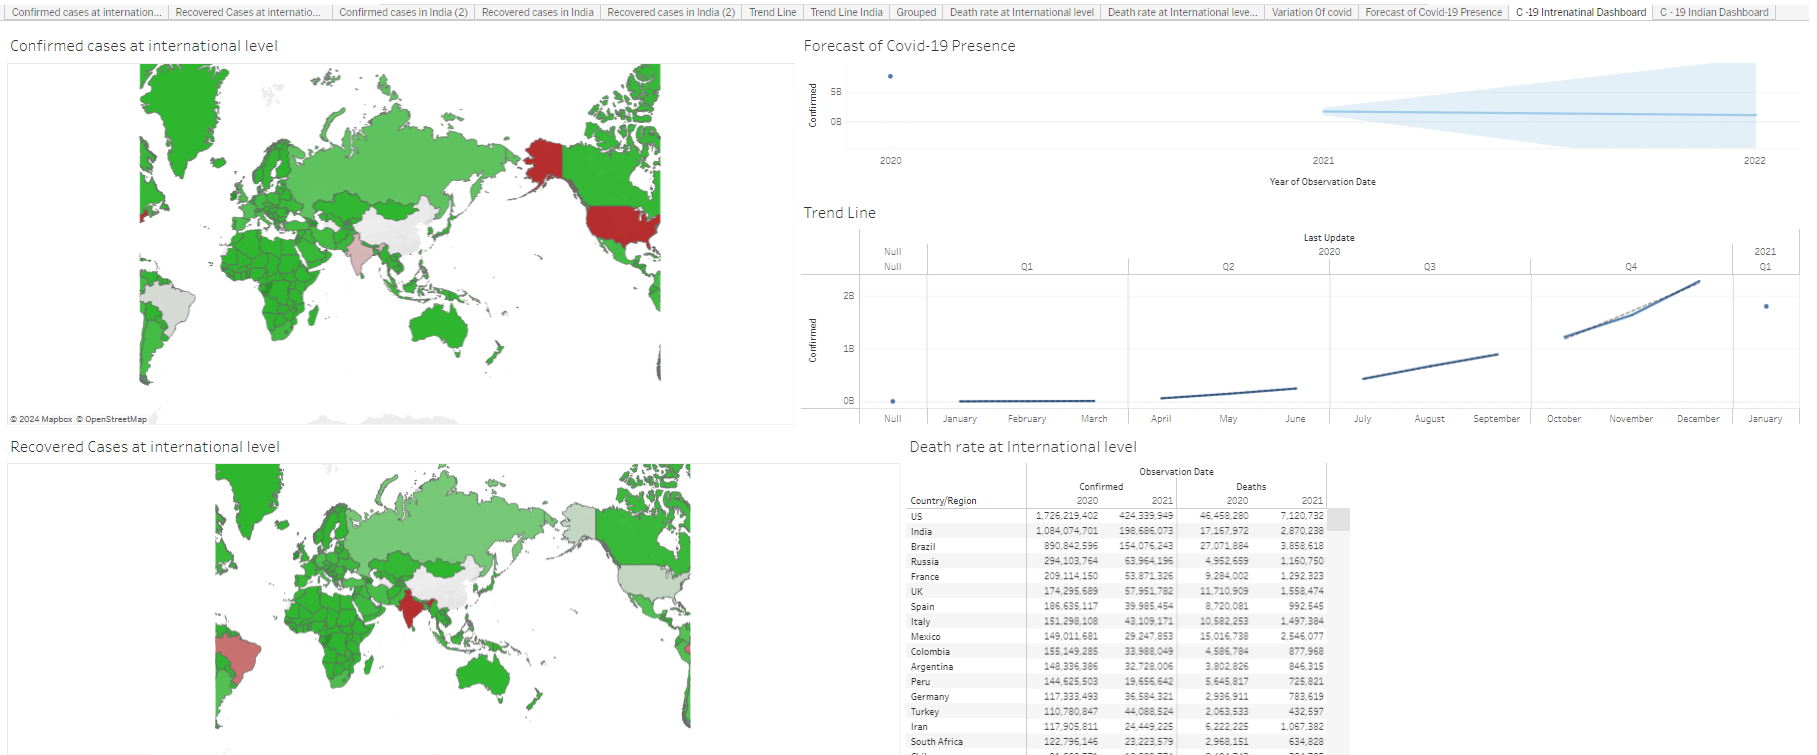 Confirmed cases at internation...
Recovered Cases at internatio...
Confirmed cases in India (2)
Recovered cases in India
Recovered cases in India (2)
Trend Line
Trend Line India
Grouped
Death rate at International level
Death rate at International leve...
Variation Of covid
Forecast of Covid-19 Presence
C -19 Intrenatinal Dashboard
C - 19 Indian Dashboard
Confirmed cases at international level
© 2024 Mapbox © OpenStreetMap
Forecast of Covid-19 Presence
Confirmed
5B
0B
2020 2021 2022
Year of Observation Date
Trend Line
Last Update
Null 2020 2021
Null Q1 Q2 Q3 Q4 Q1
Confirmed
2B
1B
0B
Null January February March April May June July August September October November December January
Recovered Cases at international level
Death rate at International level
Observation Date
Confirmed Deaths
Country/Region 2020 2021 2020 2021
US 1,726,219,402 424,339,949 46,458,280 7,120,732
India 1,084,074,701 198,686,073 17,167,972 2,870,238
Brazil 890,842,596 154,076,243 27,071,884 3,858,618
Russia 294,103,764 63,964,196 4,952,659 1,160,750
France 209,114,150 53,871,326 9,284,002 1,292,323
UK 174,295,689 57,951,782 11,710,909 1,558,474
Spain 186,635,117 39,985,454 8,720,081 992,545
Italy 151,298,108 43,109,171 10,582,253 1,497,384
Mexico 149,011,681 29,247,853 15,016,738 2,546,077
Colombia 155,149,285 33,988,049 4,586,784 877,968
Argentina 148,336,386 32,728,006 3,802,826 846,315
Peru 144,625,503 19,656,642 5,645,817 725,821
Germany 117,333,493 36,584,321 2,936,911 783,619
Turkey 110,780,847 44,088,524 2,063,533 432,597
Iran 117,905,811 24,449,225 6,222,225 1,067,382
South Africa 122,796,146 23,223,579 2,968,151 634,828